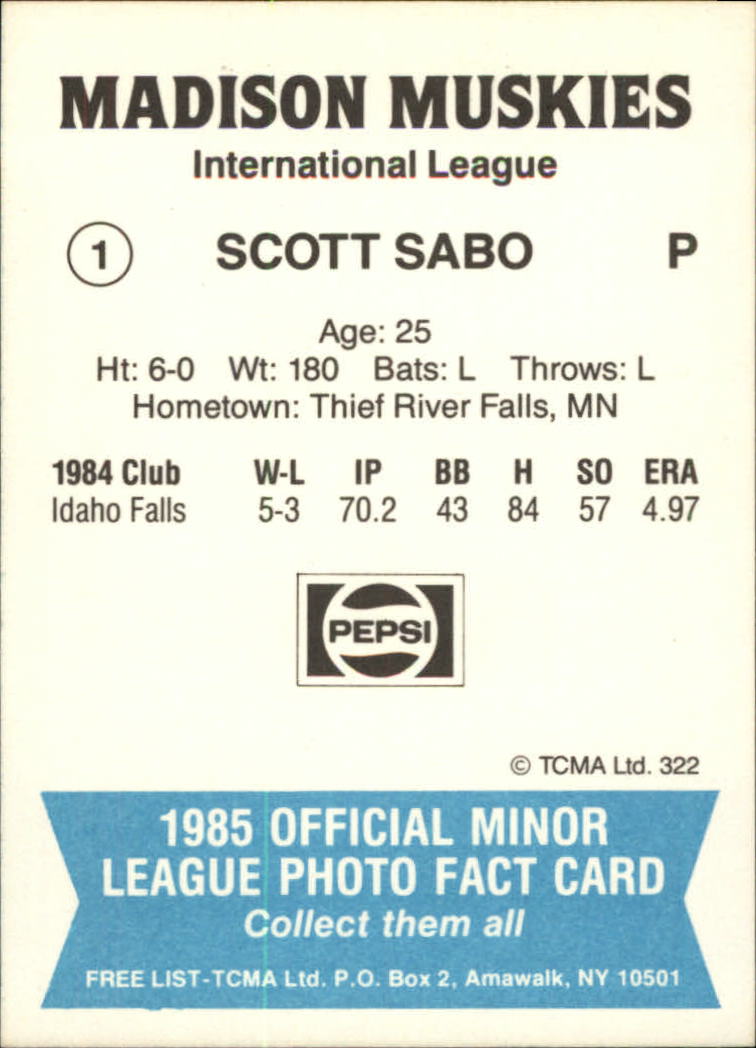 MADISON MUSKIES
International League
1 SCOTT SABO P
Age: 25
Ht: 6-0 Wt: 180 Bats: L Throws: L
Hometown: Thief River Falls, MN
1984 Club W-L IP BB H SO ERA
Idaho Falls 5-3 70.2 43 84 57 4.97
PEPSI
© TCMA Ltd. 322
1985 OFFICIAL MINOR
LEAGUE PHOTO FACT CARD
Collect them all
FREE LIST-TCMA Ltd. P.O. Box 2, Amawalk, NY 10501